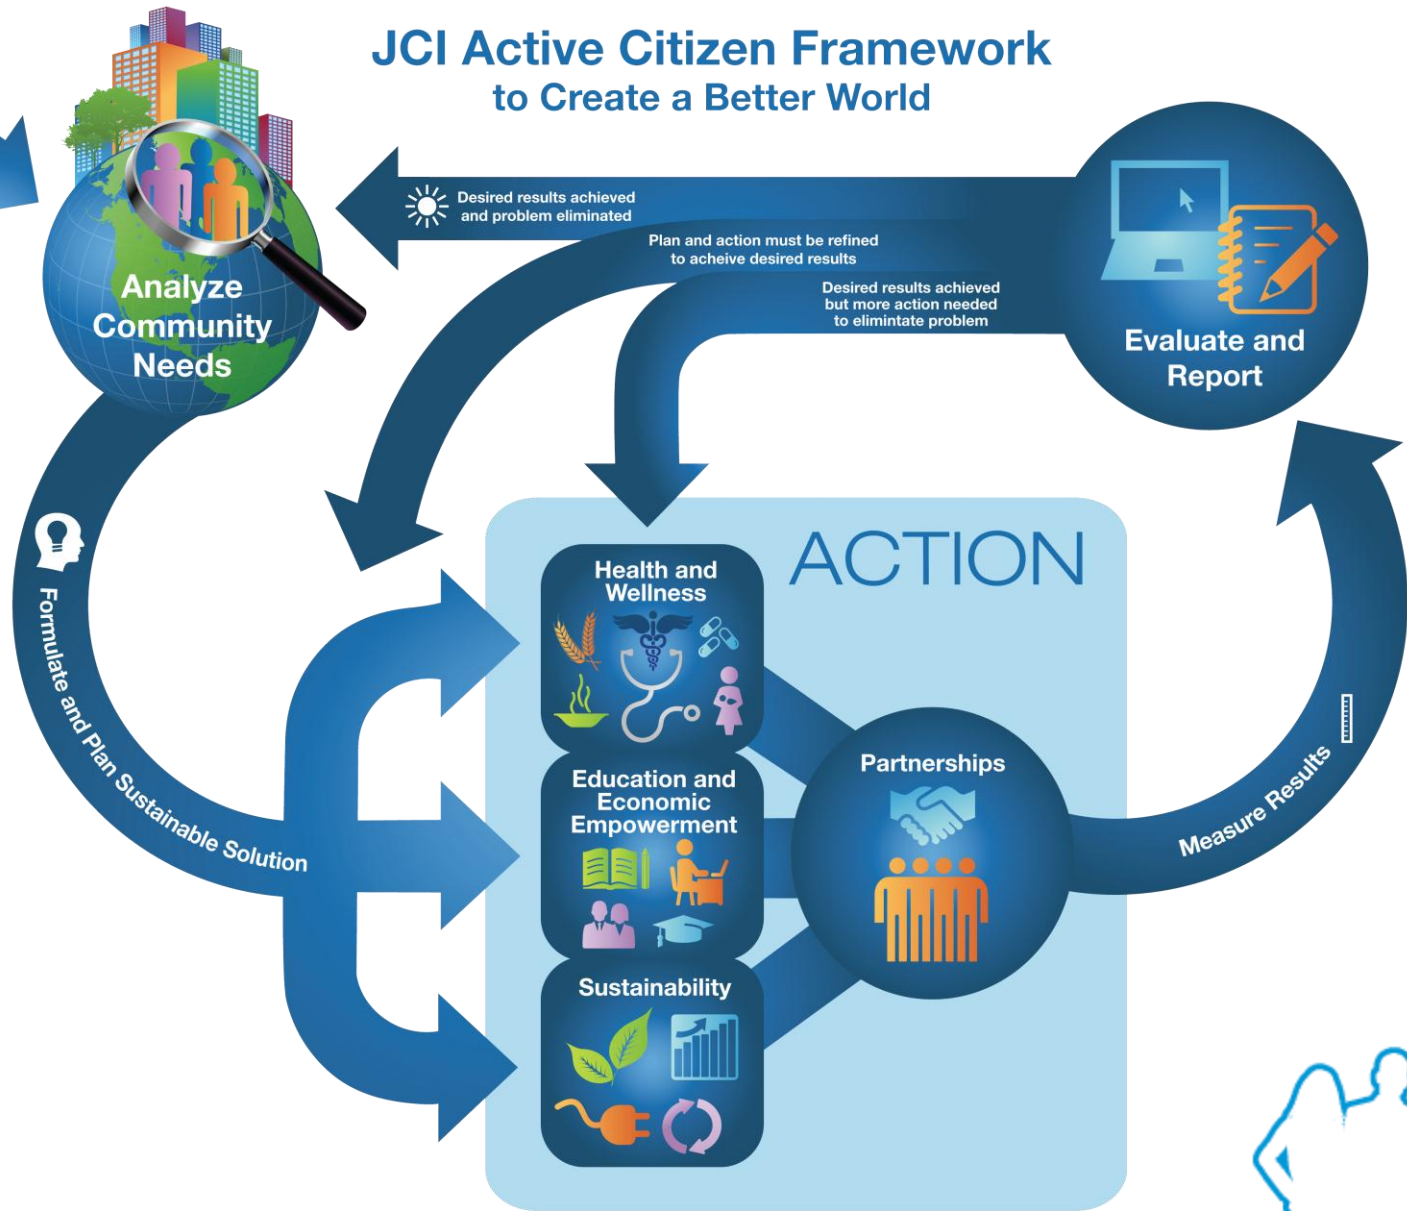 JCI Active Citizen Framework
to Create a Better World
Analyze
Community
Needs
Desired results achieved
and problem eliminated
Plan and action must be refined
to acheive desired results
Desired results achieved
but more action needed
to elimintate problem
Evaluate and
Report
Formulate and Plan Sustainable Solution
ACTION
Health and
Wellness
Education and
Economic
Empowerment
Sustainability
Partnerships
Measure Results